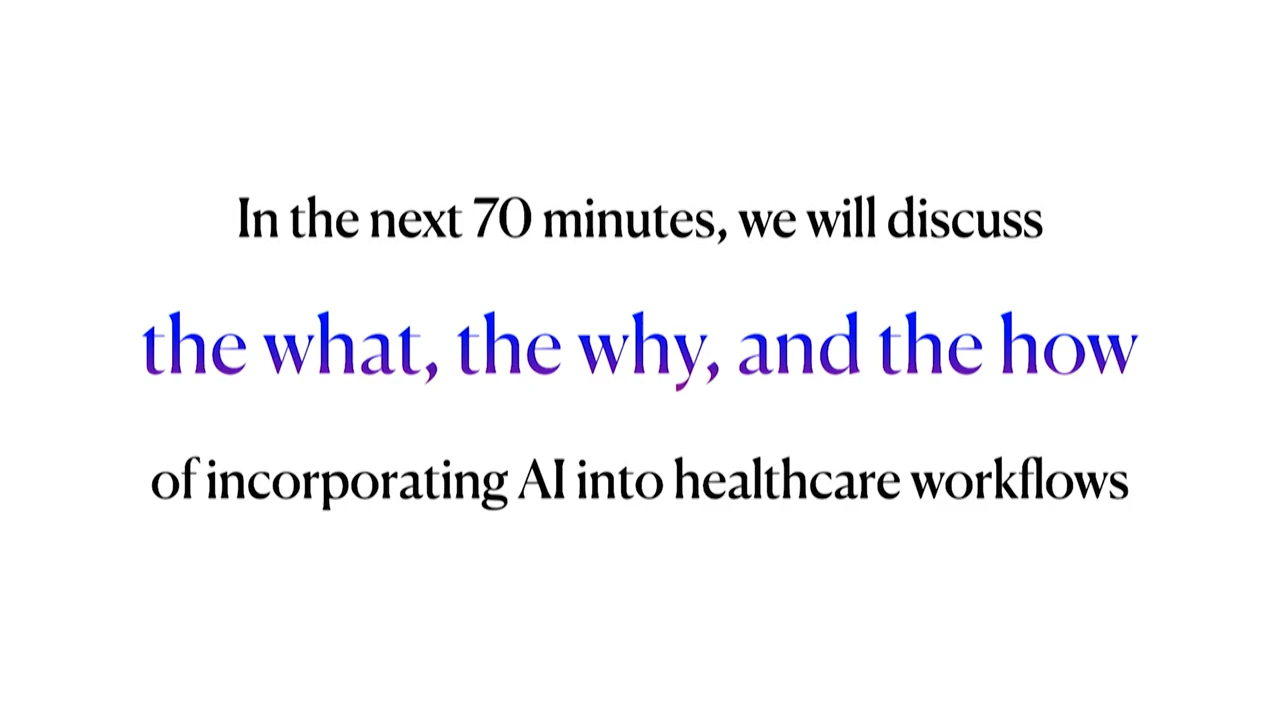 In the next 70 minutes, we will discuss
the what, the why, and the how
of incorporating AI into healthcare workflows